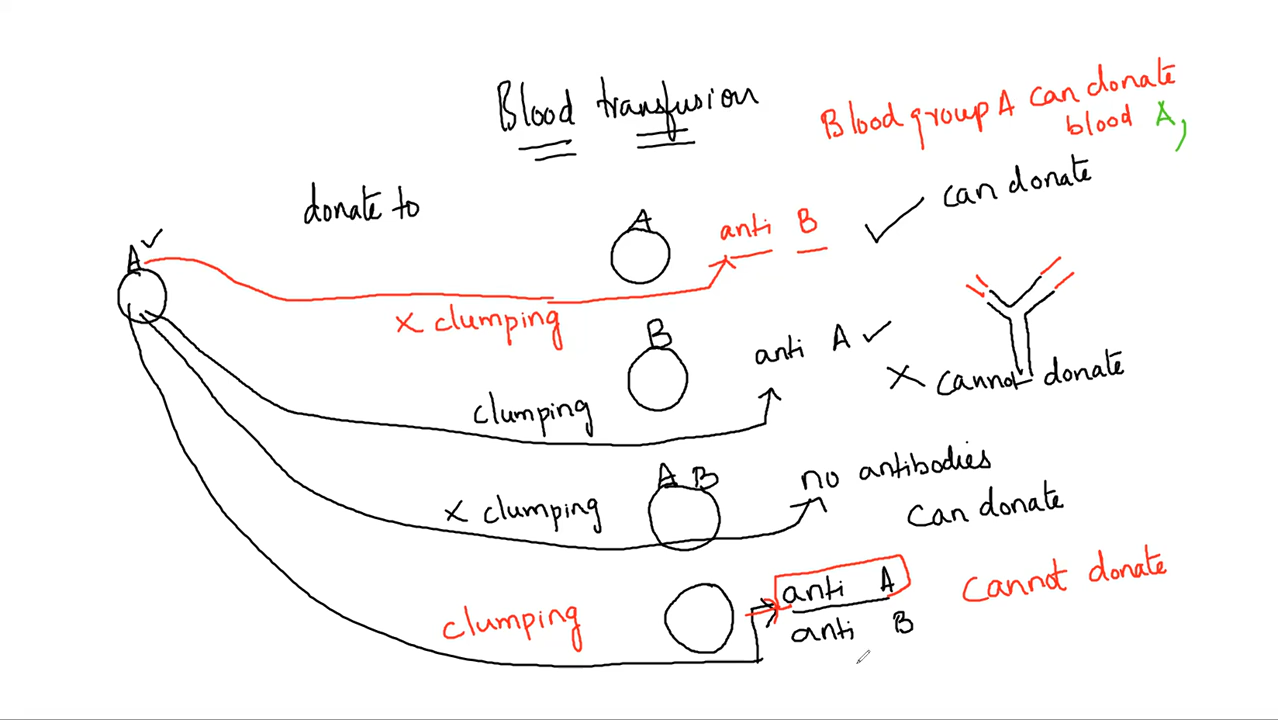 Blood transfusion
Blood group A can donate
blood A,
donate to
A ✓
A
anti B
✓ can donate
x clumping
B
anti A ✓
x cannot donate
clumping
A B
no antibodies
can donate
x clumping
anti A
anti B
cannot donate
clumping